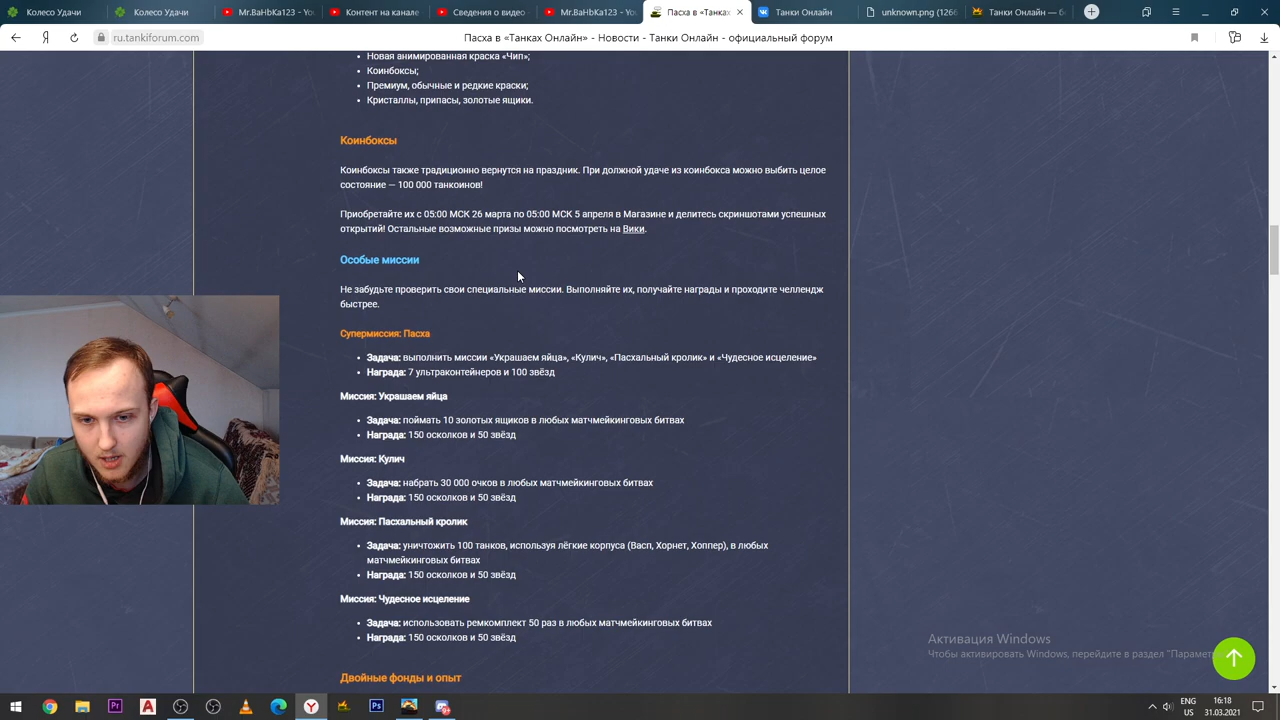 Колесо Удачи
Колесо Удачи
Mr.BaHbKa123 - Yo
Контент на канале
Сведения о видео
Mr.BaHbKa123 - Yo
Пасха в «Танках
Танки Онлайн
unknown.png (1266
Танки Онлайн — б
ru.tankiforum.com
Пасха в «Танках Онлайн» - Новости - Танки Онлайн - официальный форум
Новая анимированная краска «Чип»;
Коинбоксы;
Премиум, обычные и редкие краски;
Кристаллы, припасы, золотые ящики.
Коинбоксы
Коинбоксы также традиционно вернутся на праздник. При должной удаче из коинбокса можно выбить целое
состояние — 100 000 танкоинов!
Приобретайте их с 05:00 МСК 26 марта по 05:00 МСК 5 апреля в Магазине и делитесь скриншотами успешных
открытий! Остальные возможные призы можно посмотреть на Вики.
Особые миссии
Не забудьте проверить свои специальные миссии. Выполняйте их, получайте награды и проходите челлендж
быстрее.
Супермиссия: Пасха
Задача: выполнить миссии «Украшаем яйца», «Кулич», «Пасхальный кролик» и «Чудесное исцеление»
Награда: 7 ультраконтейнеров и 100 звёзд
Миссия: Украшаем яйца
Задача: поймать 10 золотых ящиков в любых матчмейкинговых битвах
Награда: 150 осколков и 50 звёзд
Миссия: Кулич
Задача: набрать 30 000 очков в любых матчмейкинговых битвах
Награда: 150 осколков и 50 звёзд
Миссия: Пасхальный кролик
Задача: уничтожить 100 танков, используя лёгкие корпуса (Васп, Хорнет, Хоппер), в любых
матчмейкинговых битвах
Награда: 150 осколков и 50 звёзд
Миссия: Чудесное исцеление
Задача: использовать ремкомплект 50 раз в любых матчмейкинговых битвах
Награда: 150 осколков и 50 звёзд
Двойные фонды и опыт
Активация Windows
Чтобы активировать Windows, перейдите в раздел "Парамет
ENG
US
16:18
31.03.2021